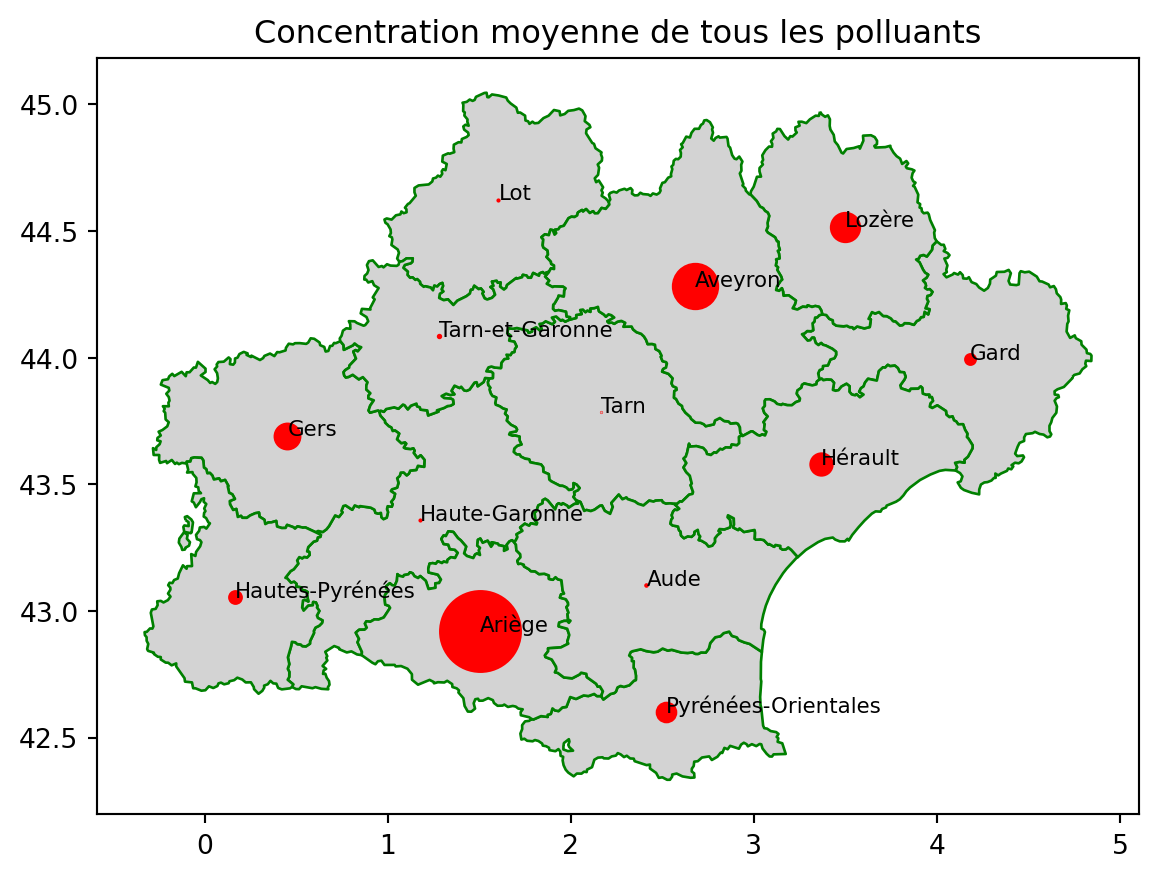 Concentration moyenne de tous les polluants
45.0
44.5
44.0
43.5
43.0
42.5
Lot
Lozère
Aveyron
Tarn-et-Garonne
Gard
Tarn
Gers
Hérault
Haute-Garonne
Aude
Hautes-Pyrénées
Ariège
Pyrénées-Orientales
0 1 2 3 4 5